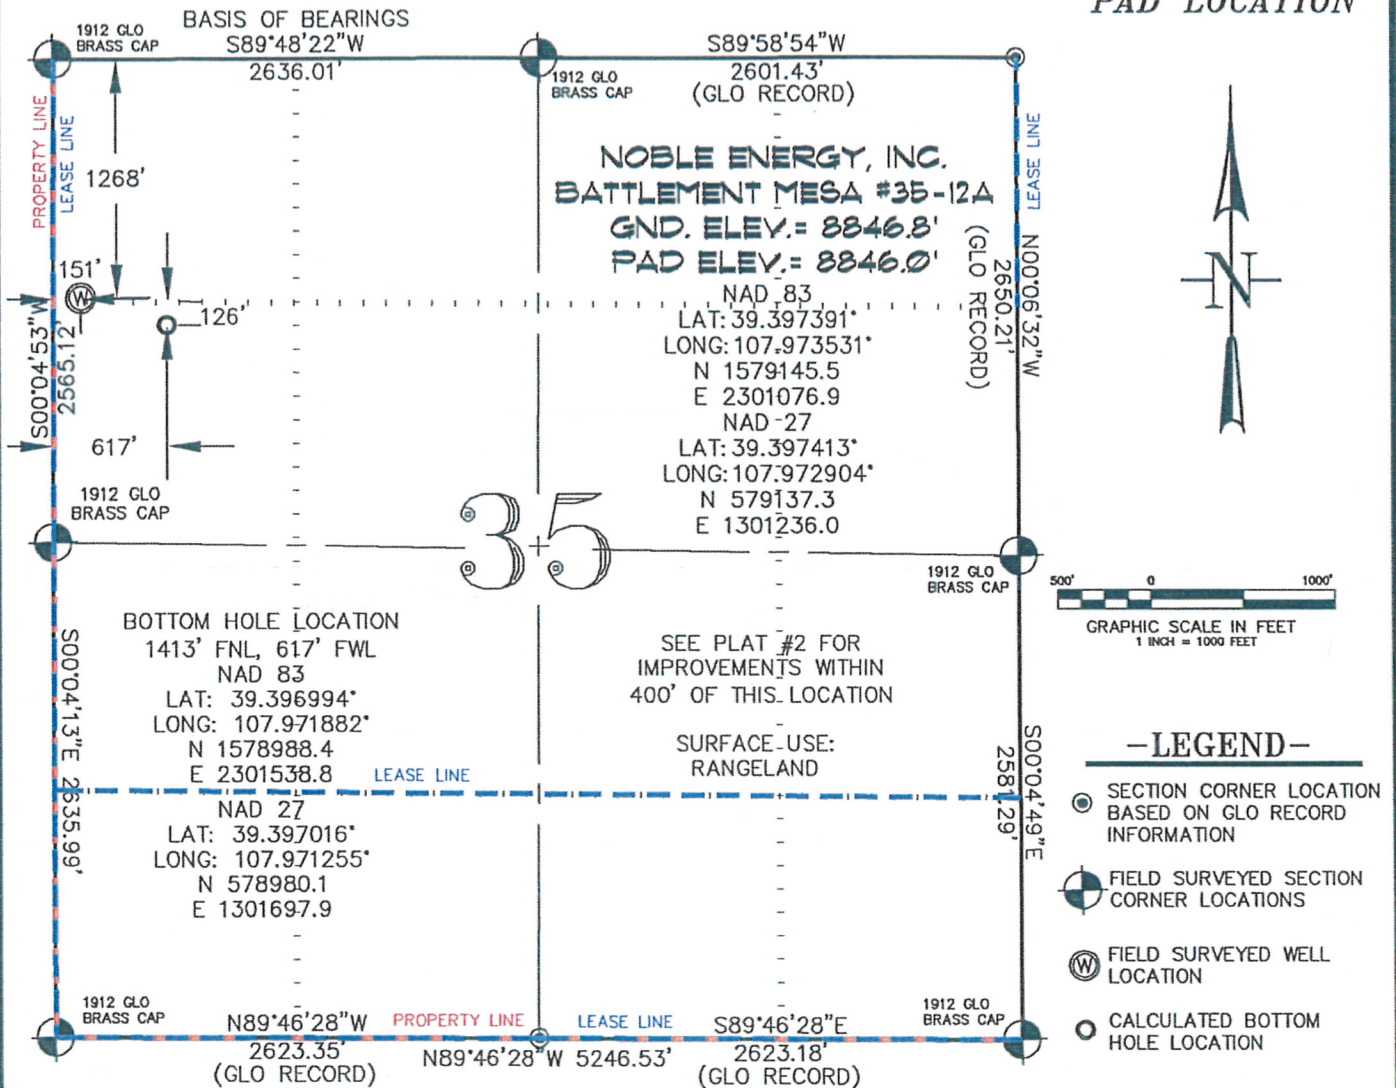 PAD LOCATION
BASIS OF BEARINGS
1912 GLO
BRASS CAP
S89°48'22"W
2636.01'
1912 GLO
BRASS CAP
S89°58'54"W
2601.43'
(GLO RECORD)
PROPERTY LINE
LEASE LINE
1268'
LEASE LINE
NOBLE ENERGY, INC.
BATTLEMENT MESA #35-12A
GND. ELEV.= 8846.8'
PAD ELEV.= 8846.0'
NAD 83
LAT: 39.397391°
LONG: 107.973531°
N 1579145.5
E 2301076.9
NAD 27
LAT: 39.397413°
LONG: 107.972904°
N 579137.3
E 1301236.0
N00°06'32"W
2650.21'
(GLO RECORD)
N
151'
W
126'
S00°04'53"W
2565.12'
617'
1912 GLO
BRASS CAP
35
1912 GLO
BRASS CAP
500' 0 1000'
GRAPHIC SCALE IN FEET
1 INCH = 1000 FEET
BOTTOM HOLE LOCATION
1413' FNL, 617' FWL
NAD 83
LAT: 39.396994°
LONG: 107.971882°
N 1578988.4
E 2301538.8
LEASE LINE
NAD 27
LAT: 39.397016°
LONG: 107.971255°
N 578980.1
E 1301697.9
S00°04'13"E 2635.99'
SEE PLAT #2 FOR
IMPROVEMENTS WITHIN
400' OF THIS LOCATION
SURFACE USE:
RANGELAND
S00°04'49"E
2581.29'
-LEGEND-
SECTION CORNER LOCATION
BASED ON GLO RECORD
INFORMATION
FIELD SURVEYED SECTION
CORNER LOCATIONS
W
FIELD SURVEYED WELL
LOCATION
CALCULATED BOTTOM
HOLE LOCATION
1912 GLO
BRASS CAP
N89°46'28"W
2623.35'
(GLO RECORD)
PROPERTY LINE
LEASE LINE
N89°46'28"W 5246.53'
S89°46'28"E
2623.18'
(GLO RECORD)
1912 GLO
BRASS CAP